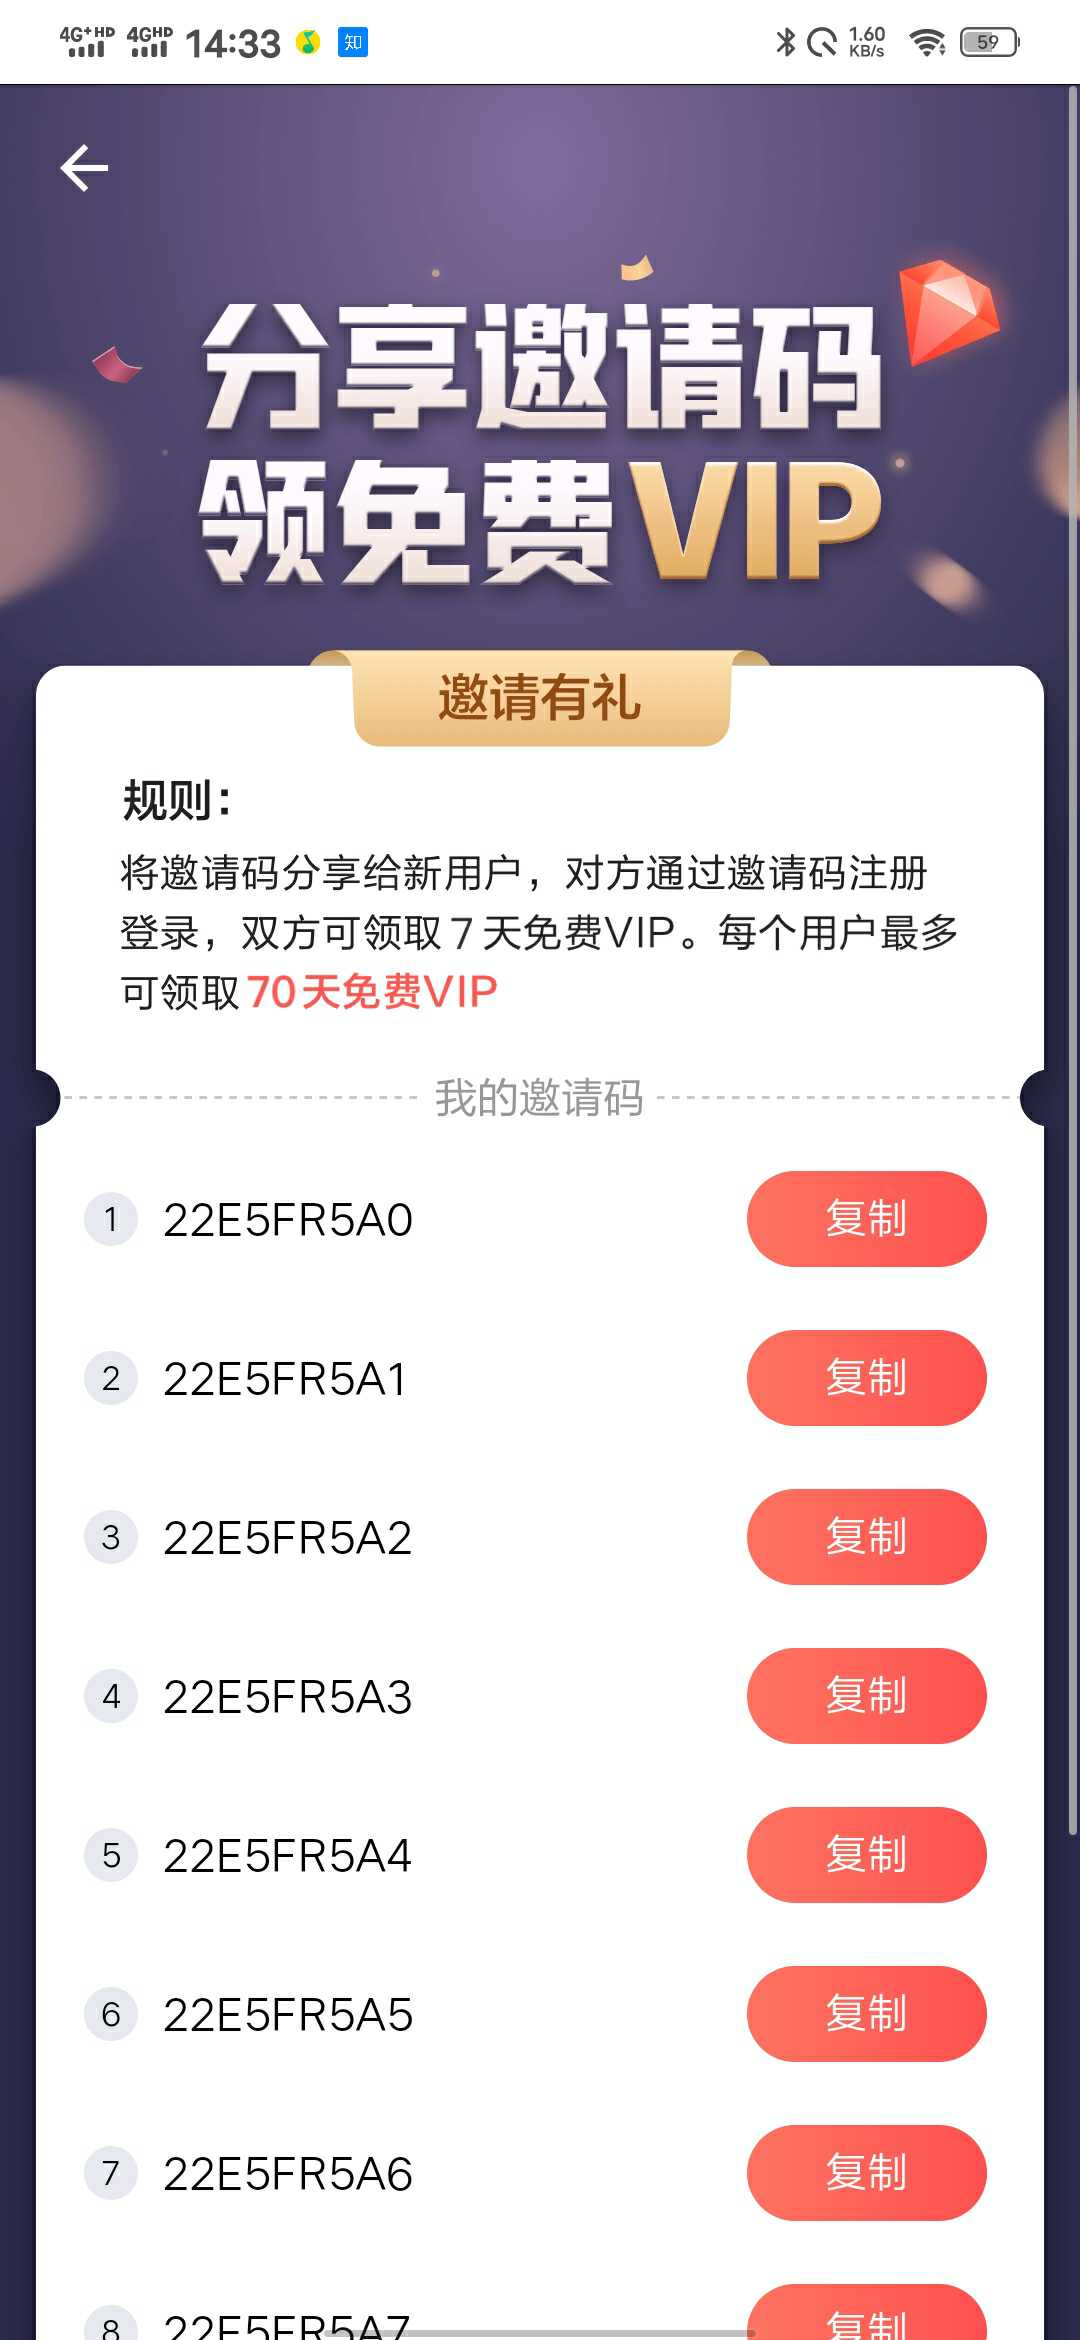 4G+HD 4GHD 14:33 知 1.60 KB/s 59
分享邀请码
领免费VIP
邀请有礼
规则：
将邀请码分享给新用户，对方通过邀请码注册
登录，双方可领取 7 天免费VIP。每个用户最多
可领取 70 天免费VIP
我的邀请码
1 22E5FR5A0 复制
2 22E5FR5A1 复制
3 22E5FR5A2 复制
4 22E5FR5A3 复制
5 22E5FR5A4 复制
6 22E5FR5A5 复制
7 22E5FR5A6 复制
8 22E5FR5A7 复制